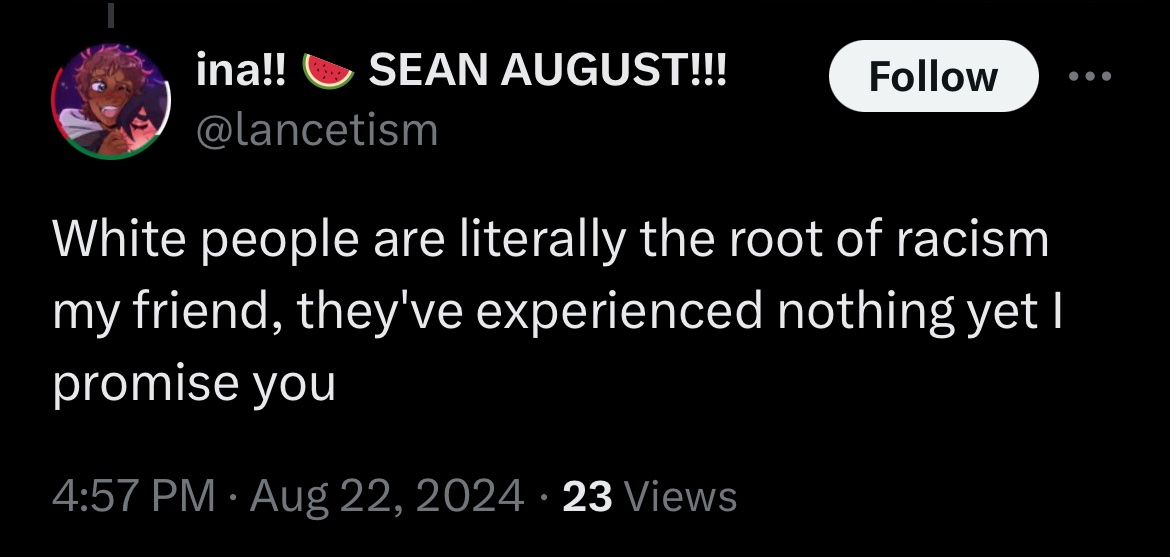 ina!! 🍉 SEAN AUGUST!!!
Follow
@lancetism
White people are literally the root of racism
my friend, they've experienced nothing yet I
promise you
4:57 PM · Aug 22, 2024 · 23 Views